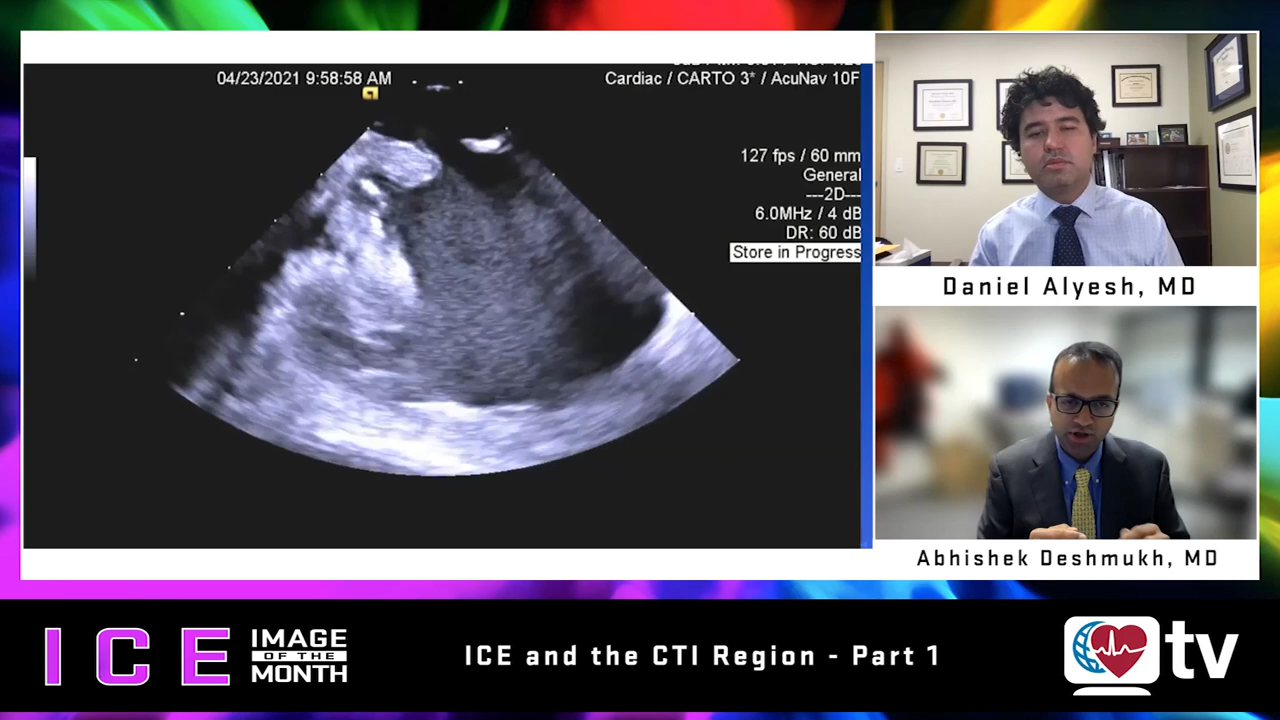 04/23/2021 9:58:58 AM
Cardiac / CARTO 3* / AcuNav 10F
127 fps / 60 mm
General
---2D---
6.0MHz / 4 dB
DR: 60 dB
Store in Progress
Daniel Alyesh, MD
Abhishek Deshmukh, MD
ICE
IMAGE
OF THE
MONTH
ICE and the CTI Region - Part 1
tv